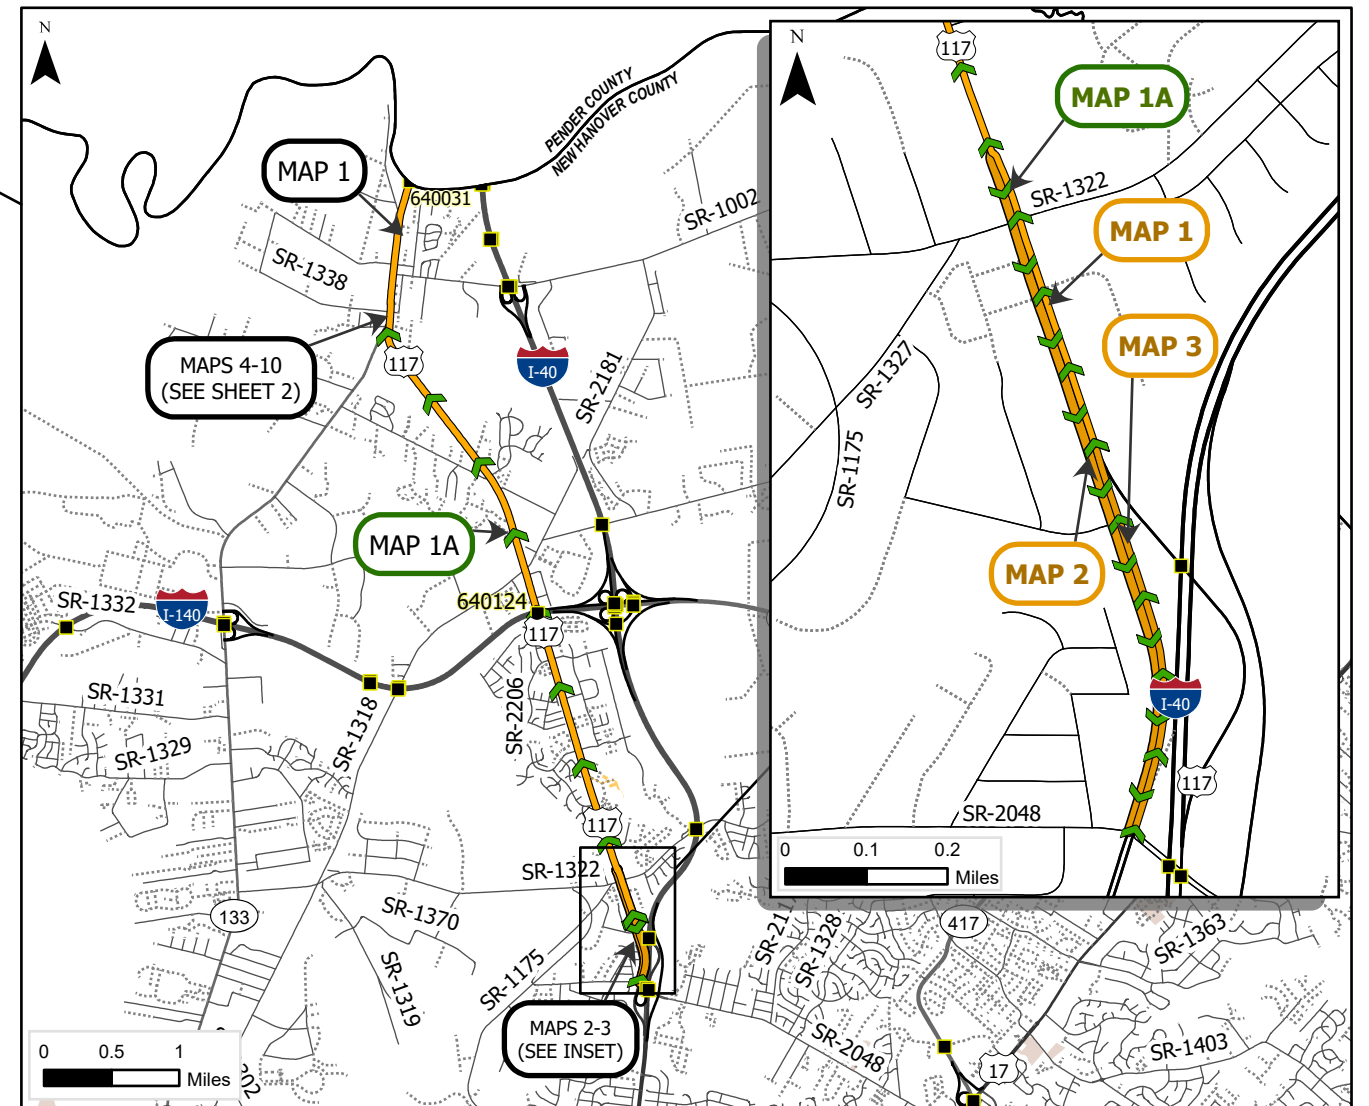 N
PENDER COUNTY
NEW HANOVER COUNTY
MAP 1
640031
SR-1002
SR-1338
MAPS 4-10
(SEE SHEET 2)
117
I-40
SR-2181
MAP 1A
640124
SR-1332
I-140
117
SR-1331
SR-2206
SR-1318
SR-1329
117
SR-1322
133
SR-1370
SR-1319
SR-1175
MAPS 2-3
(SEE INSET)
SR-1328
417
SR-1363
SR-2048
17
SR-1403
0 0.5 1
Miles
N
117
MAP 1A
SR-1322
MAP 1
MAP 3
SR-1327
SR-1175
MAP 2
I-40
117
SR-2048
0 0.1 0.2
Miles